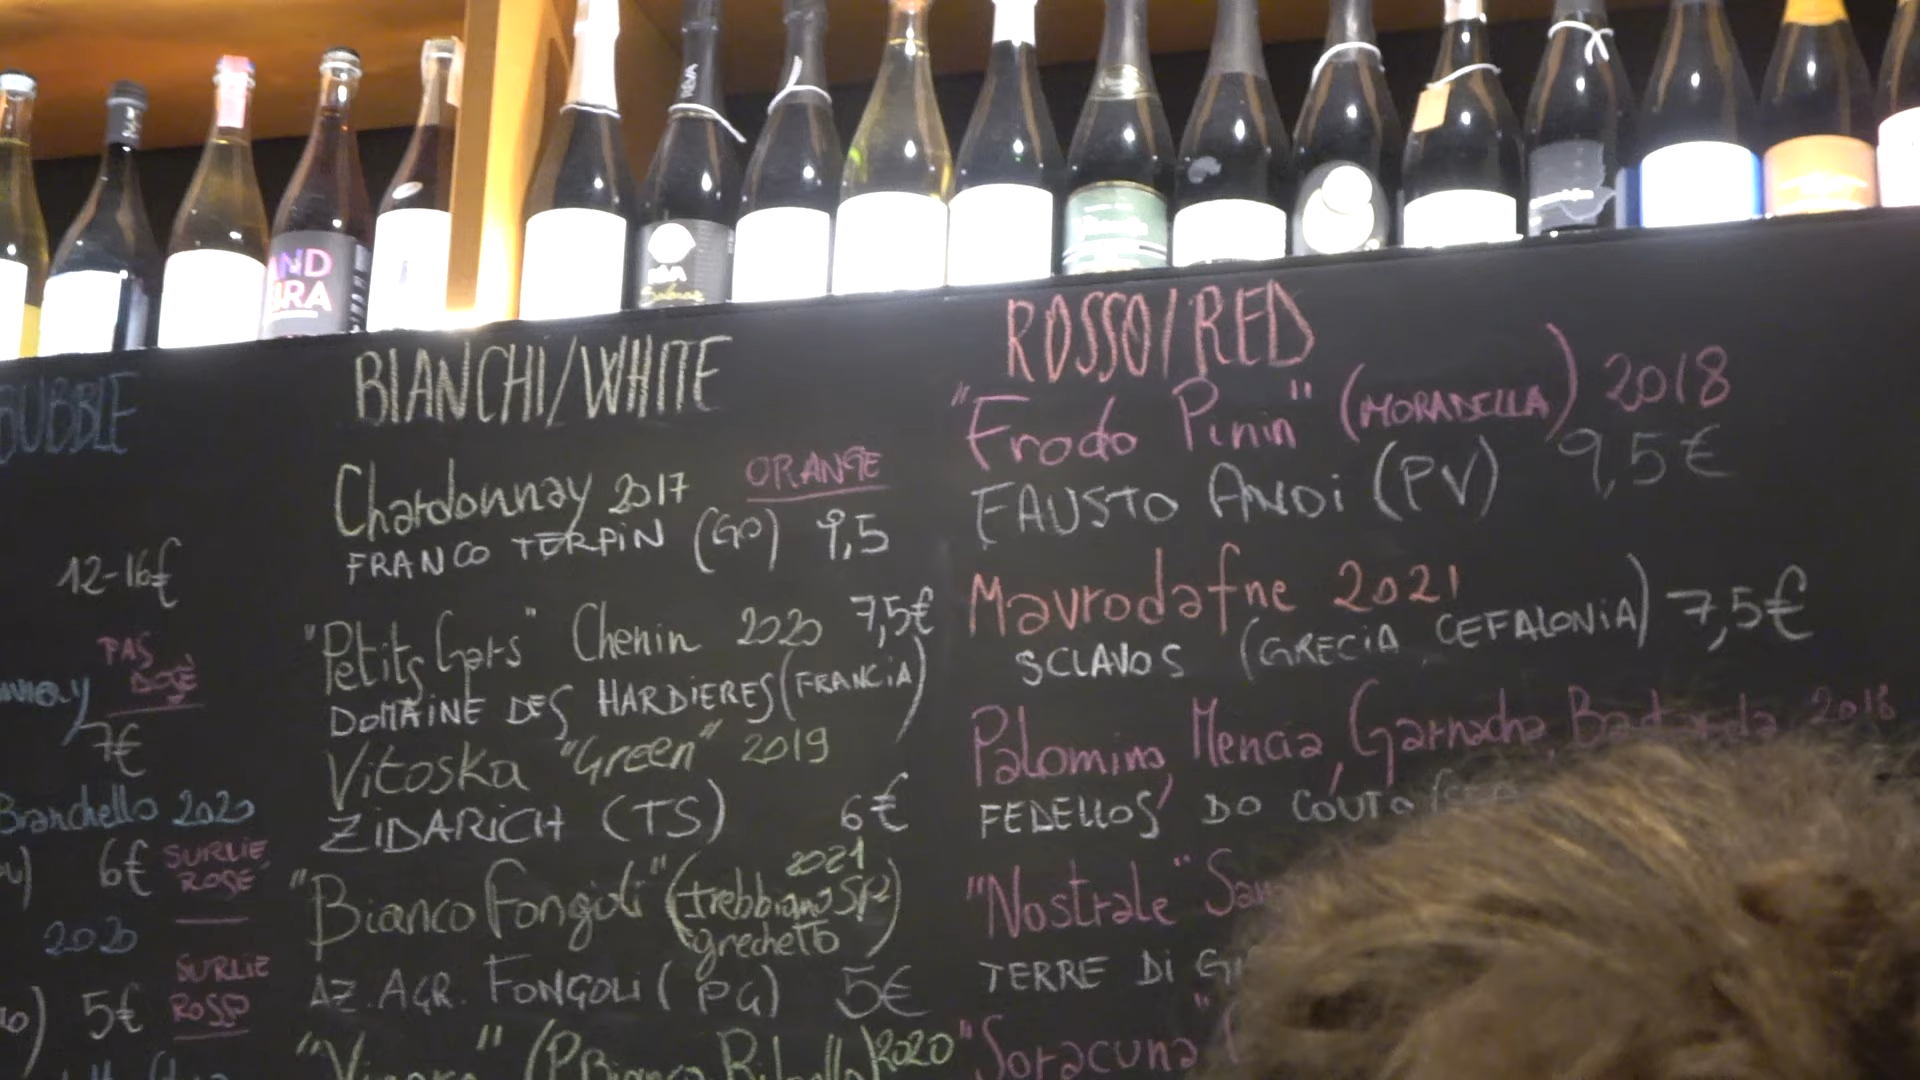 BUBBLE
12-16€
PAS
DOSÈ
7€
Branchello 2020
6€ SURLIE
ROSÉ
2020
SURLIE
5€ ROSP
BIANCHI/WHITE
Chardonnay 2017 ORANGE
FRANCO TERPIN (GO) 9,5
"Petits Gars" Chenin 2020 7,5€
DOMAINE DES HARDIERES (FRANCIA)
Vitoska "Green" 2019
ZIDARICH (TS) 6€
"Bianco Fongoli" (trebbiano SP 2021
grechetto)
AZ. AGR. FONGOLI (PG) 5€
2020
ROSSO/RED
"Frodo Pinin" (MORADELLA) 2018
FAUSTO ANDI (PV) 9,5€
Mavrodafne 2021
SCLAVOS (GRECIA CEFALONIA) 7,5€
Palomino, Mencia, Garnacha, 2018
FEDELLOS DO COUTO
"Nostrale"
TERRE DI
"Soracuna